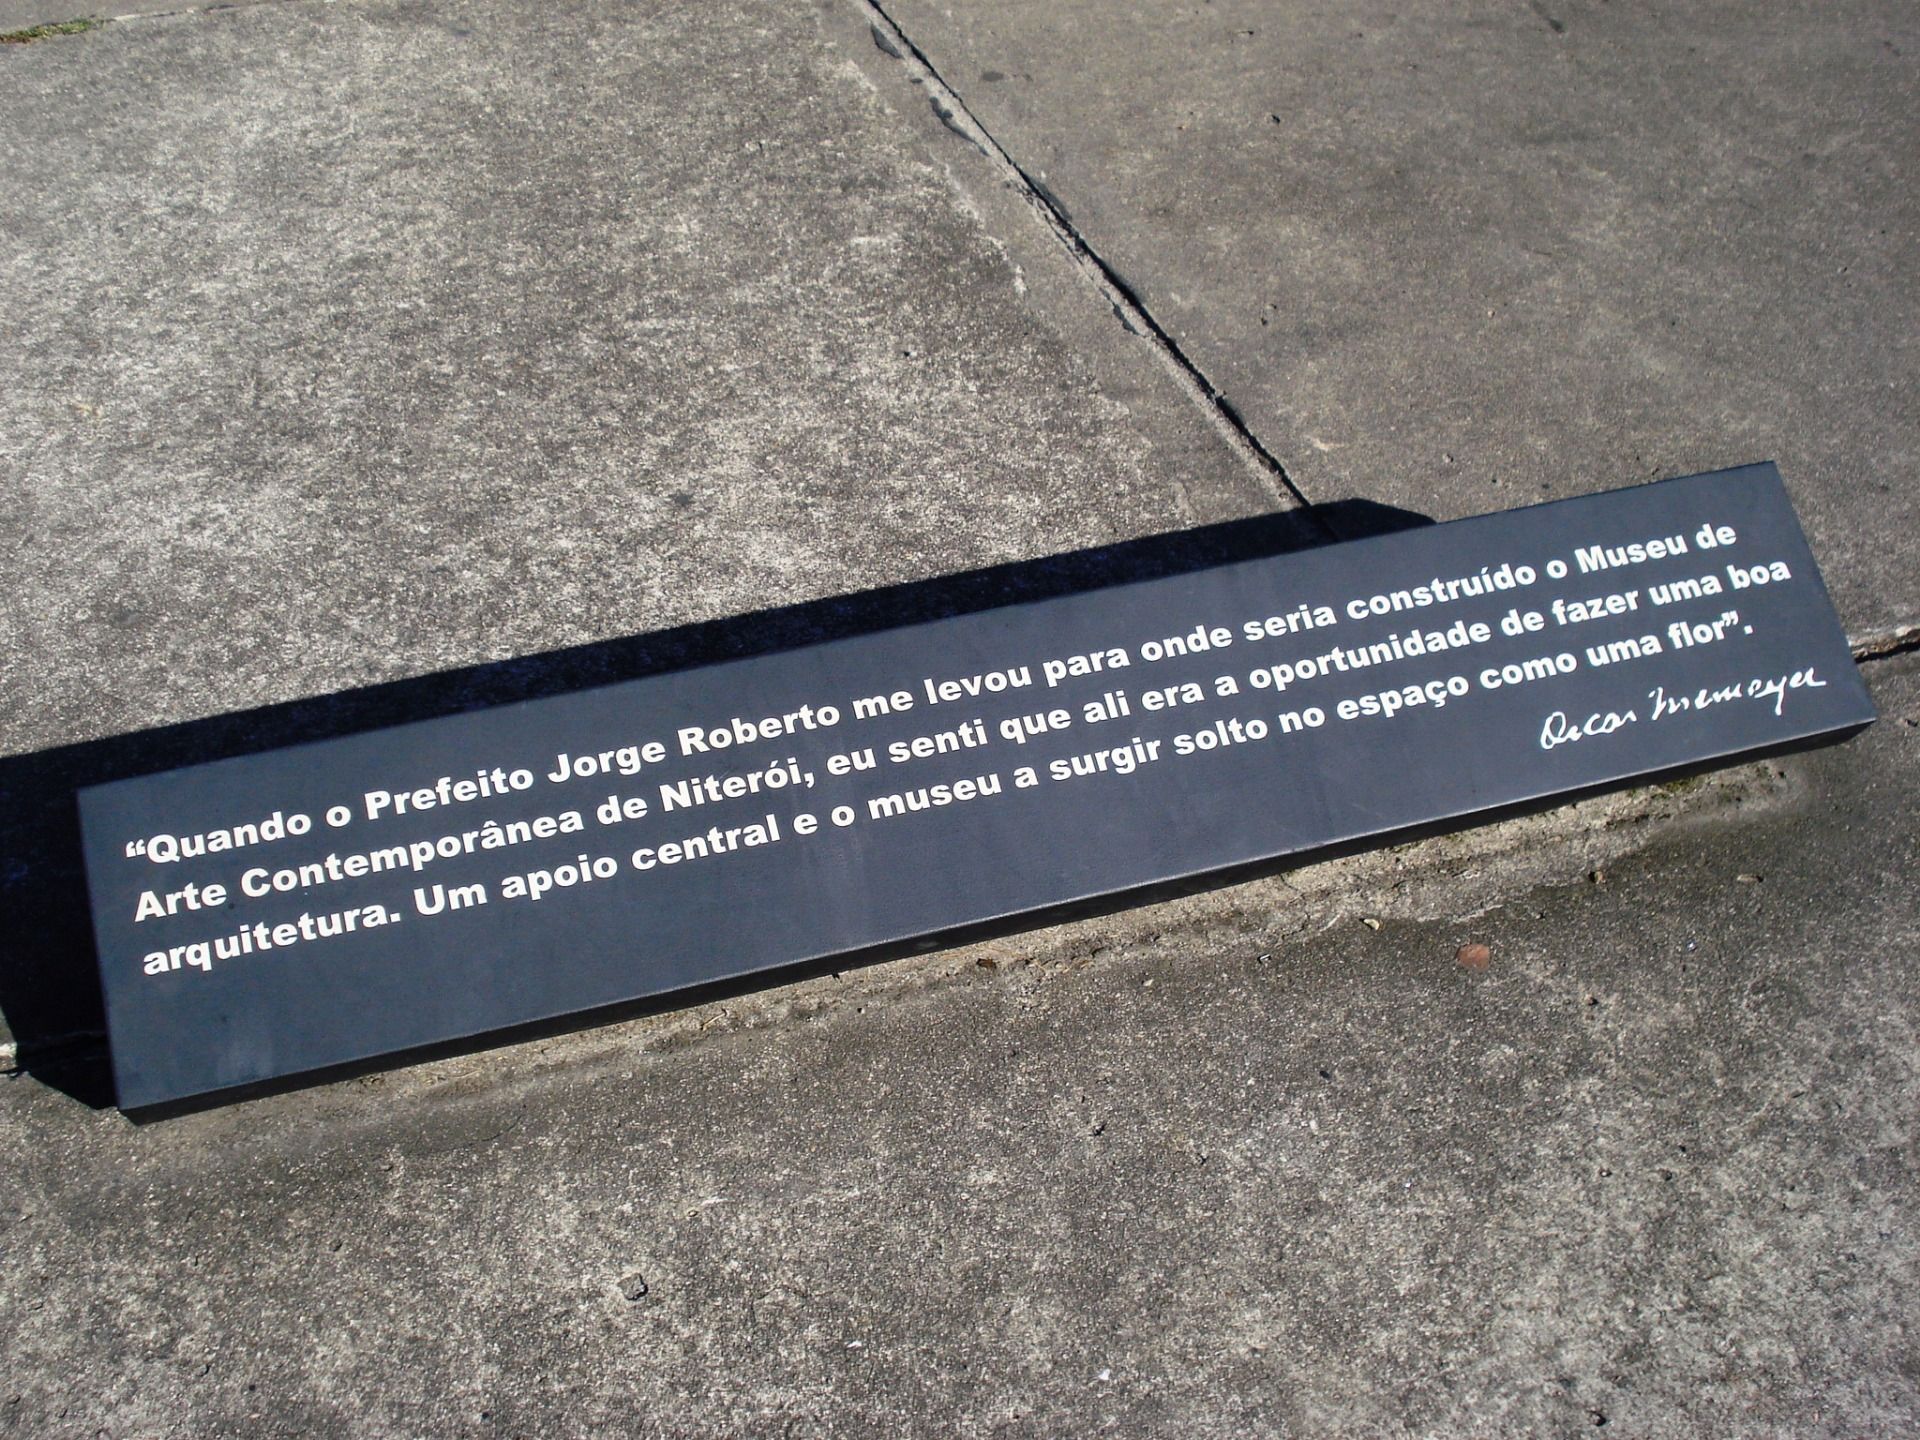 “Quando o Prefeito Jorge Roberto me levou para onde seria construído o Museu de
Arte Contemporânea de Niterói, eu senti que ali era a oportunidade de fazer uma boa
arquitetura. Um apoio central e o museu a surgir solto no espaço como uma flor”.
Oscar Niemeyer